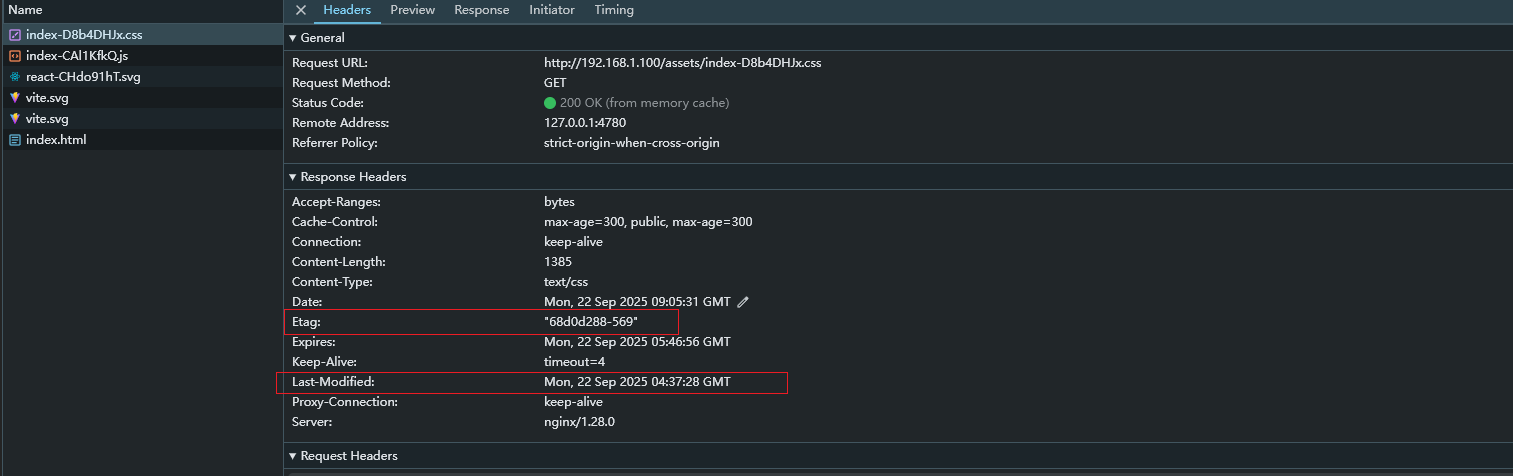 Name
index-D8b4DHJx.css
index-CAl1KfkQ.js
react-CHdo91hT.svg
vite.svg
vite.svg
index.html
Headers Preview Response Initiator Timing
General
Request URL: http://192.168.1.100/assets/index-D8b4DHJx.css
Request Method: GET
Status Code: 200 OK (from memory cache)
Remote Address: 127.0.0.1:4780
Referrer Policy: strict-origin-when-cross-origin
Response Headers
Accept-Ranges: bytes
Cache-Control: max-age=300, public, max-age=300
Connection: keep-alive
Content-Length: 1385
Content-Type: text/css
Date: Mon, 22 Sep 2025 09:05:31 GMT
Etag: "68d0d288-569"
Expires: Mon, 22 Sep 2025 05:46:56 GMT
Keep-Alive: timeout=4
Last-Modified: Mon, 22 Sep 2025 04:37:28 GMT
Proxy-Connection: keep-alive
Server: nginx/1.28.0
Request Headers